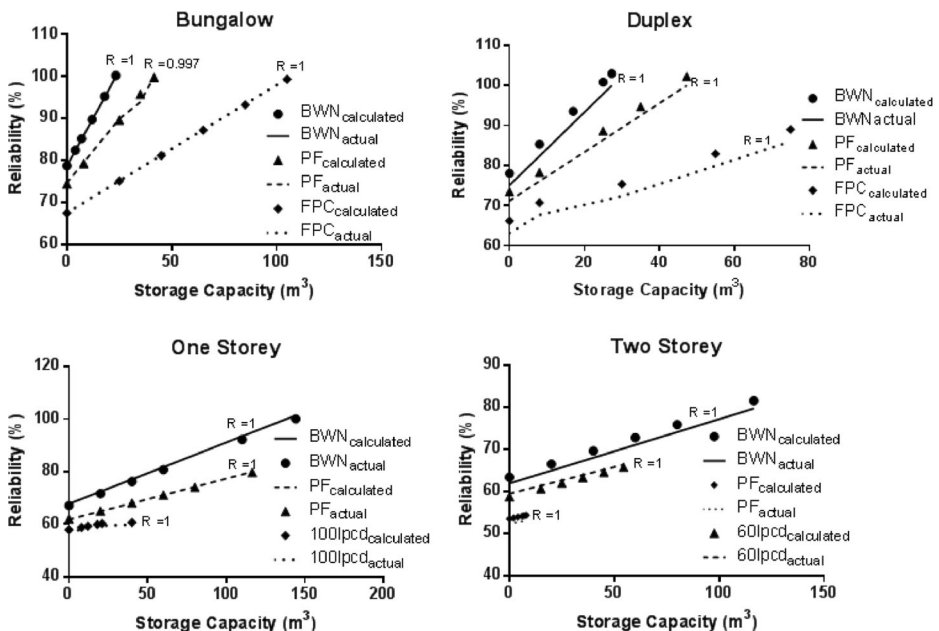 Bungalow
R =1
R =0.997
R =1
110
100
90
80
70
60
0
50
100
150
Reliability (%)
Storage Capacity (m³)
BWNcalculated
BWNactual
PFcalculated
PFactual
FPCcalculated
FPCactual
Duplex
R =1
R =1
R =1
110
100
90
80
70
60
0
20
40
60
80
Reliability (%)
Storage Capacity (m³)
BWNcalculated
BWNactual
PFcalculated
PFactual
FPCcalculated
FPCactual
One Storey
R =1
R =1
R =1
120
100
80
60
40
0
50
100
150
200
Reliability (%)
Storage Capacity (m³)
BWNcalculated
BWNactual
PFcalculated
PFactual
100lpcdcalculated
100lpcdactual
Two Storey
R =1
R =1
R =1
90
80
70
60
50
40
0
50
100
150
Reliability (%)
Storage Capacity (m³)
BWNcalculated
BWNactual
PFcalculated
PFactual
60lpcdcalculated
60lpcdactual